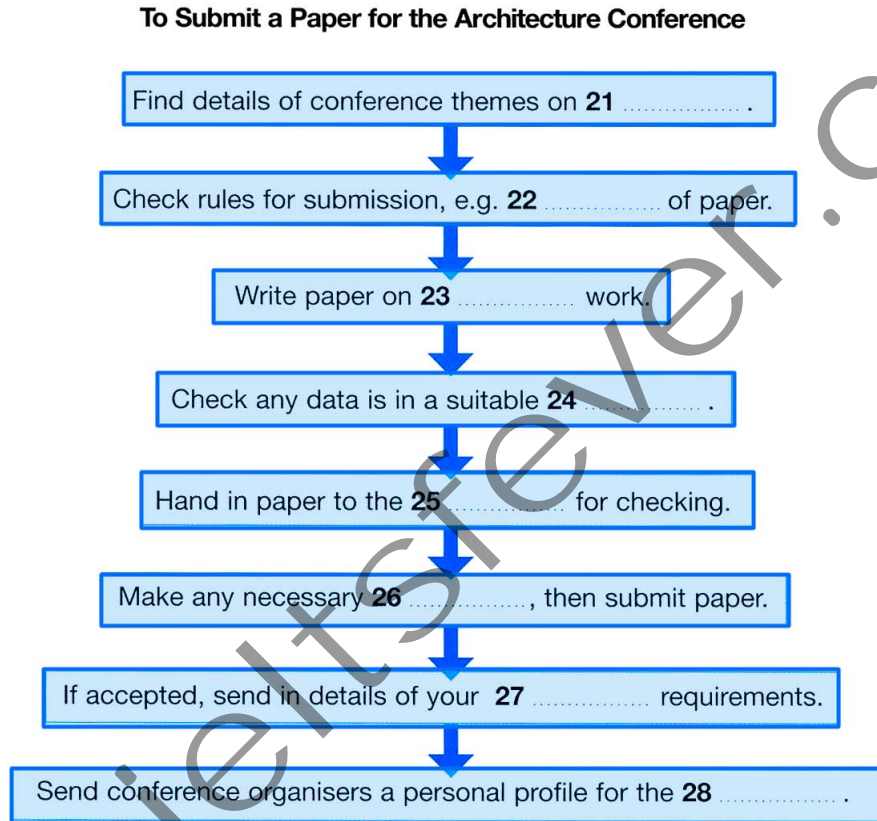 To Submit a Paper for the Architecture Conference
Find details of conference themes on 21 ................. .
Check rules for submission, e.g. 22 ................. of paper.
Write paper on 23 ................. work.
Check any data is in a suitable 24 ................. .
Hand in paper to the 25 ................. for checking.
Make any necessary 26 ................., then submit paper.
If accepted, send in details of your 27 ................. requirements.
Send conference organisers a personal profile for the 28 ................. .
ieltsfever.c